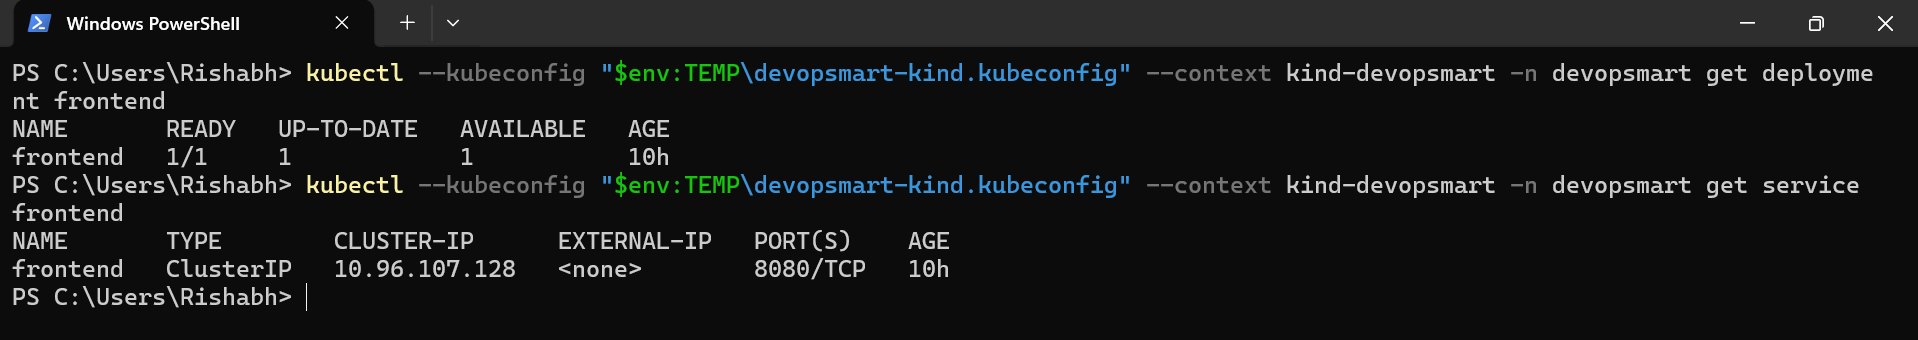 Windows PowerShell
PS C:\Users\Rishabh> kubectl --kubeconfig "$env:TEMP\devopsmart-kind.kubeconfig" --context kind-devopsmart -n devopsmart get deployme
nt frontend
NAME       READY   UP-TO-DATE   AVAILABLE   AGE
frontend   1/1     1            1           10h
PS C:\Users\Rishabh> kubectl --kubeconfig "$env:TEMP\devopsmart-kind.kubeconfig" --context kind-devopsmart -n devopsmart get service
frontend
NAME       TYPE        CLUSTER-IP      EXTERNAL-IP   PORT(S)    AGE
frontend   ClusterIP   10.96.107.128   <none>        8080/TCP   10h
PS C:\Users\Rishabh>